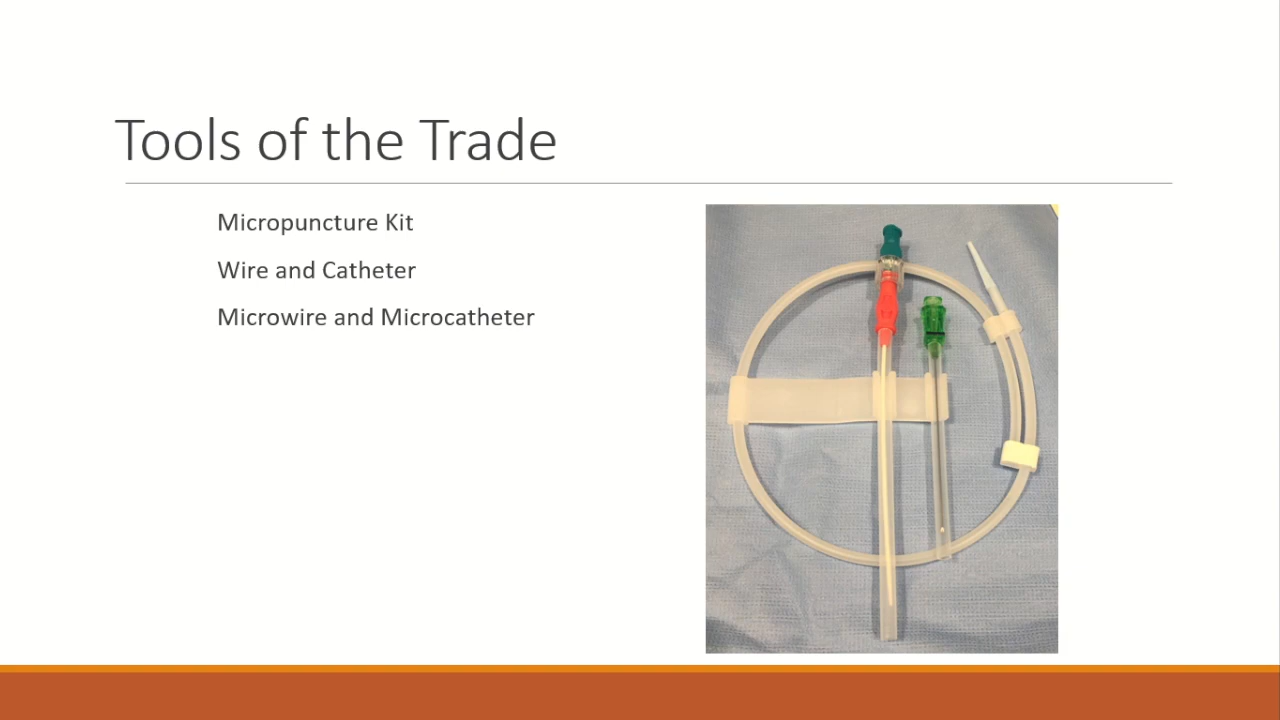 Tools of the Trade
Micropuncture Kit
Wire and Catheter
Microwire and Microcatheter